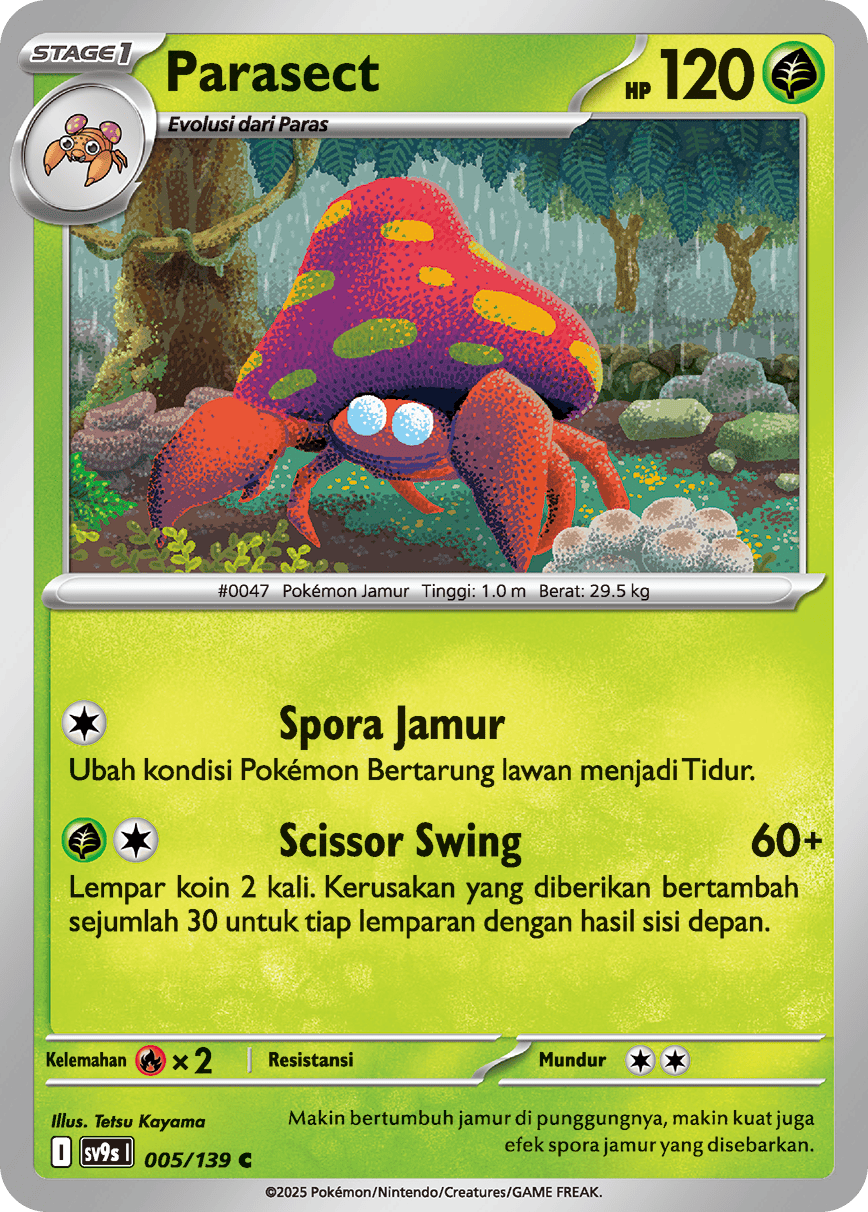 STAGE 1
Parasect
HP 120
Evolusi dari Paras
#0047 Pokémon Jamur Tinggi: 1.0 m Berat: 29.5 kg
Spora Jamur
Ubah kondisi Pokémon Bertarung lawan menjadi Tidur.
Scissor Swing 60+
Lempar koin 2 kali. Kerusakan yang diberikan bertambah
sejumlah 30 untuk tiap lemparan dengan hasil sisi depan.
Kelemahan ×2 Resistansi Mundur
Illus. Tetsu Kayama
Makin bertumbuh jamur di punggungnya, makin kuat juga
efek spora jamur yang disebarkan.
I sv9s I 005/139 C
©2025 Pokémon/Nintendo/Creatures/GAME FREAK.